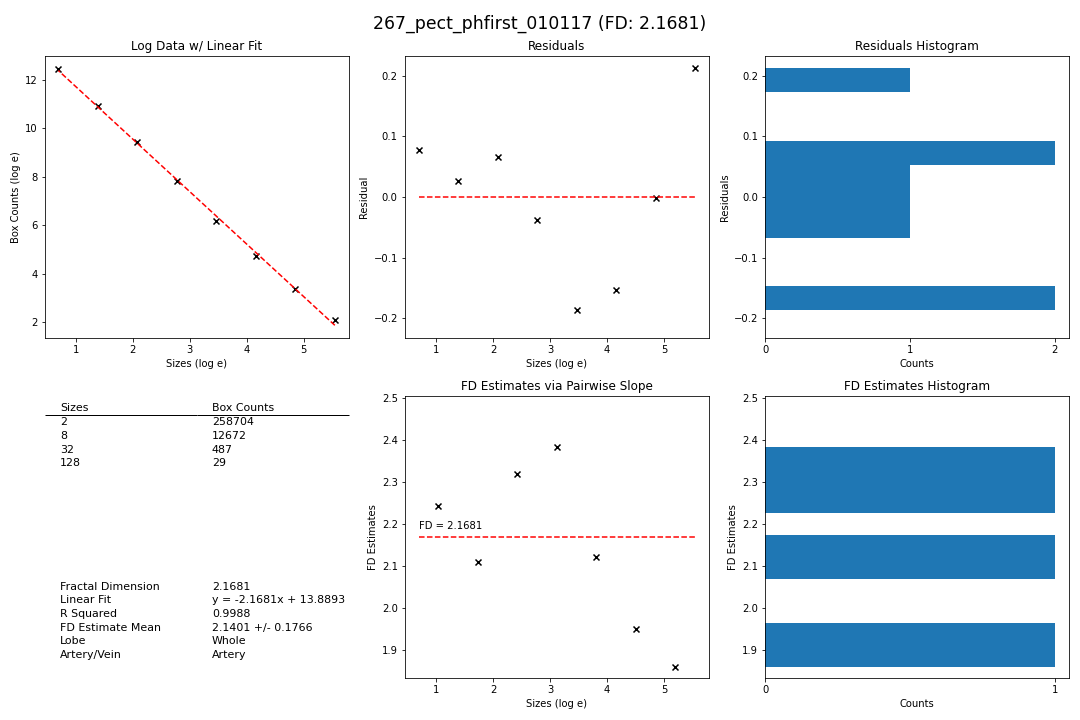 267_pect_phfirst_010117 (FD: 2.1681)
Log Data w/ Linear Fit
Box Counts (log e)
12
10
8
6
4
2
1 2 3 4 5
Sizes (log e)
Residuals
Residual
0.2
0.1
0.0
−0.1
−0.2
1 2 3 4 5
Sizes (log e)
Residuals Histogram
Residuals
0.2
0.1
0.0
−0.1
−0.2
0 1 2
Counts
Sizes Box Counts
2 258704
8 12672
32 487
128 29
Fractal Dimension 2.1681
Linear Fit y = -2.1681x + 13.8893
R Squared 0.9988
FD Estimate Mean 2.1401 +/- 0.1766
Lobe Whole
Artery/Vein Artery
FD Estimates via Pairwise Slope
FD Estimates
2.5
2.4
2.3
2.2
2.1
2.0
1.9
FD = 2.1681
1 2 3 4 5
Sizes (log e)
FD Estimates Histogram
FD Estimates
2.5
2.4
2.3
2.2
2.1
2.0
1.9
0 1
Counts